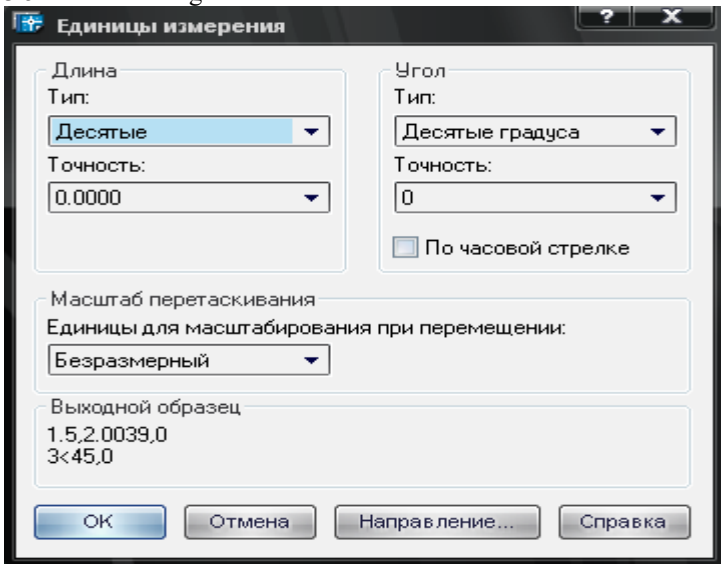 Единицы измерения
Длина
Тип:
Десятые
Точность:
0.0000
Угол
Тип:
Десятые градуса
Точность:
0
По часовой стрелке
Масштаб перетаскивания
Единицы для масштабирования при перемещении:
Безразмерный
Выходной образец
1.5,2.0039,0
3<45,0
ОК Отмена Направление... Справка